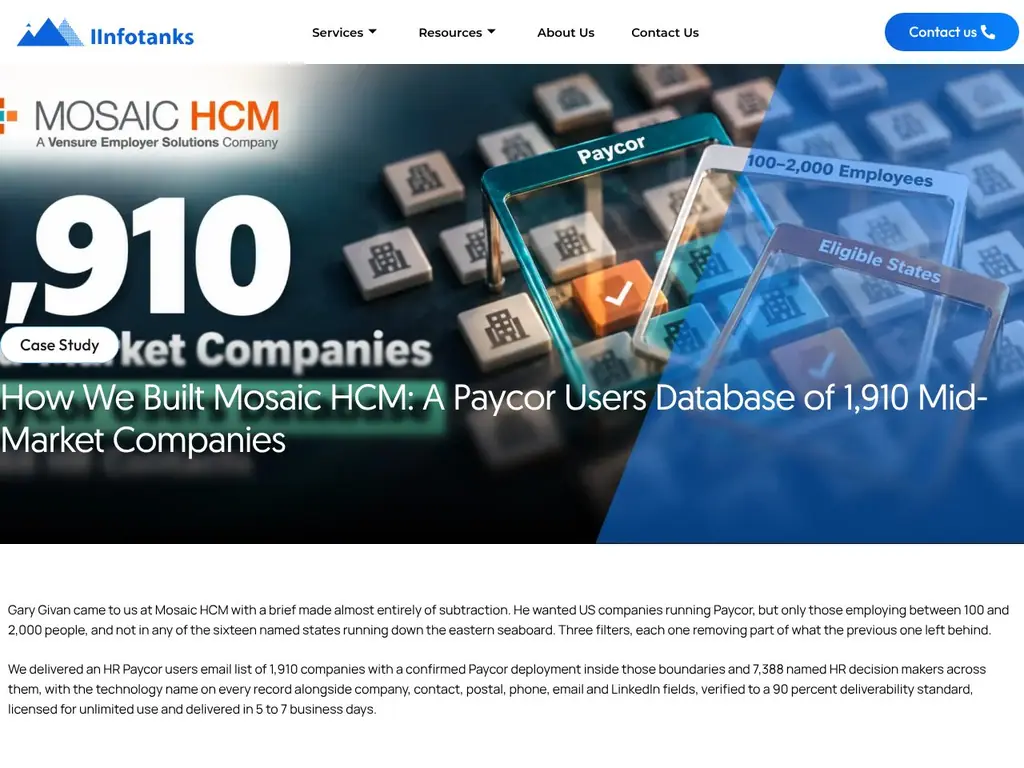 IInfotanks
Services
Resources
About Us
Contact Us
Contact us
MOSAIC HCM
A Vensure Employer Solutions Company
Paycor
100–2,000 Employees
Eligible States
,910
Case Study
ket Companies
How We Built Mosaic HCM: A Paycor Users Database of 1,910 Mid-
Market Companies
Gary Givan came to us at Mosaic HCM with a brief made almost entirely of subtraction. He wanted US companies running Paycor, but only those employing between 100 and
2,000 people, and not in any of the sixteen named states running down the eastern seaboard. Three filters, each one removing part of what the previous one left behind.
We delivered an HR Paycor users email list of 1,910 companies with a confirmed Paycor deployment inside those boundaries and 7,388 named HR decision makers across
them, with the technology name on every record alongside company, contact, postal, phone, email and LinkedIn fields, verified to a 90 percent deliverability standard,
licensed for unlimited use and delivered in 5 to 7 business days.